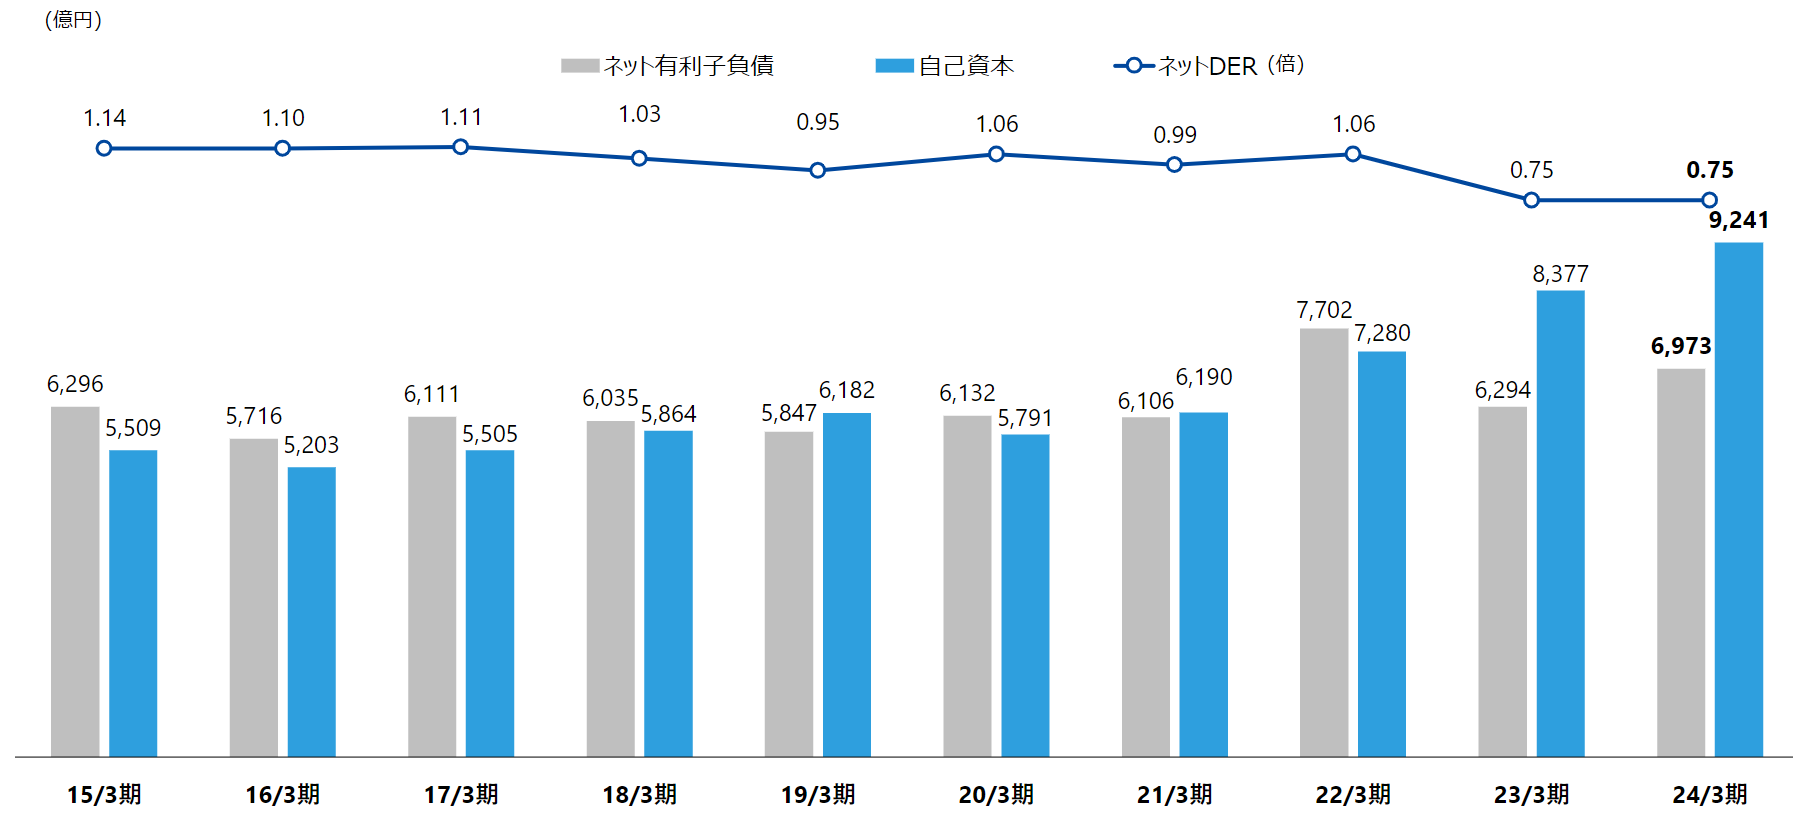 (億円)
ネット有利子負債 自己資本 ネットDER (倍)
1.14 1.10 1.11 1.03 0.95 1.06 0.99 1.06 0.75 0.75
6,296 5,509 5,716 5,203 6,111 5,505 6,035 5,864 5,847 6,182 6,132 5,791 6,106 6,190 7,702 7,280 6,294 8,377 6,973 9,241
15/3期 16/3期 17/3期 18/3期 19/3期 20/3期 21/3期 22/3期 23/3期 24/3期